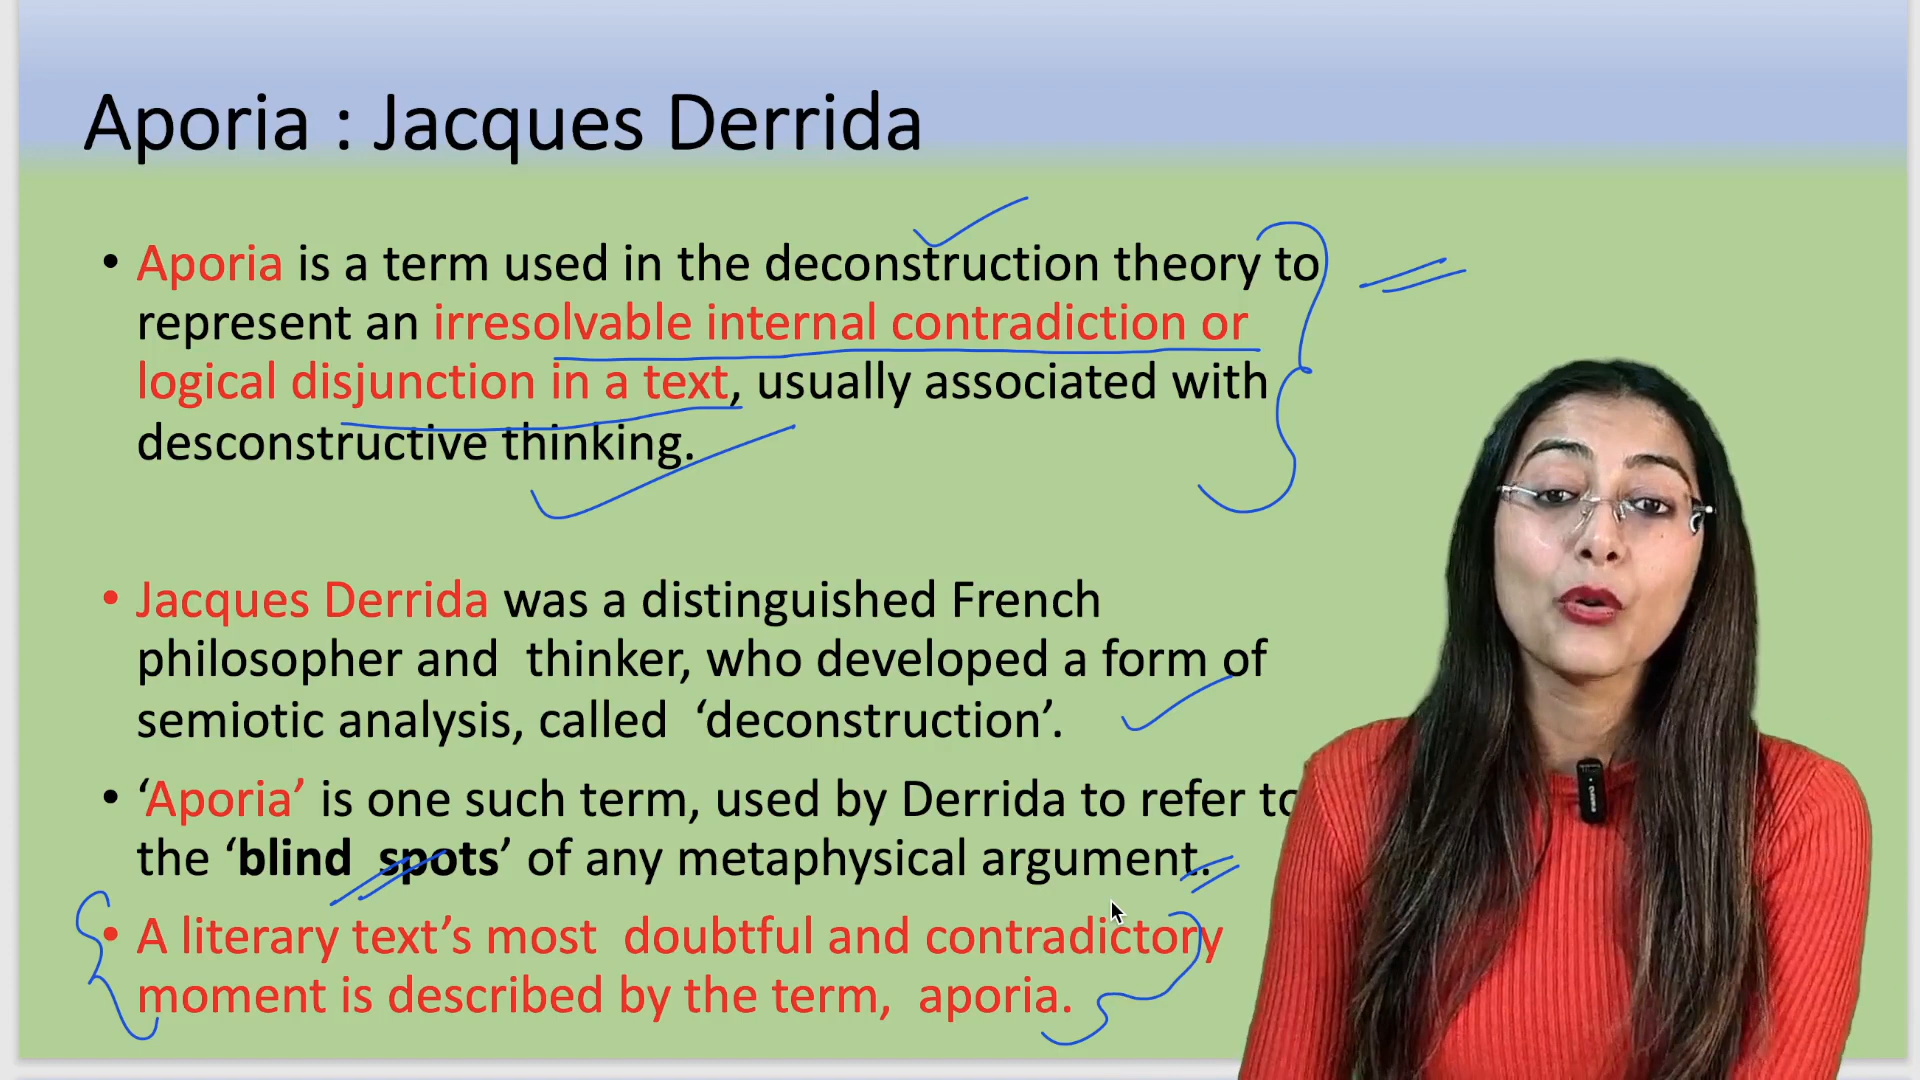 Aporia : Jacques Derrida
• Aporia is a term used in the deconstruction theory to
represent an irresolvable internal contradiction or
logical disjunction in a text, usually associated with
desconstructive thinking.
• Jacques Derrida was a distinguished French
philosopher and thinker, who developed a form of
semiotic analysis, called ‘deconstruction’.
• ‘Aporia’ is one such term, used by Derrida to refer to
the ‘blind spots’ of any metaphysical argument.
• A literary text’s most doubtful and contradictory
moment is described by the term, aporia.